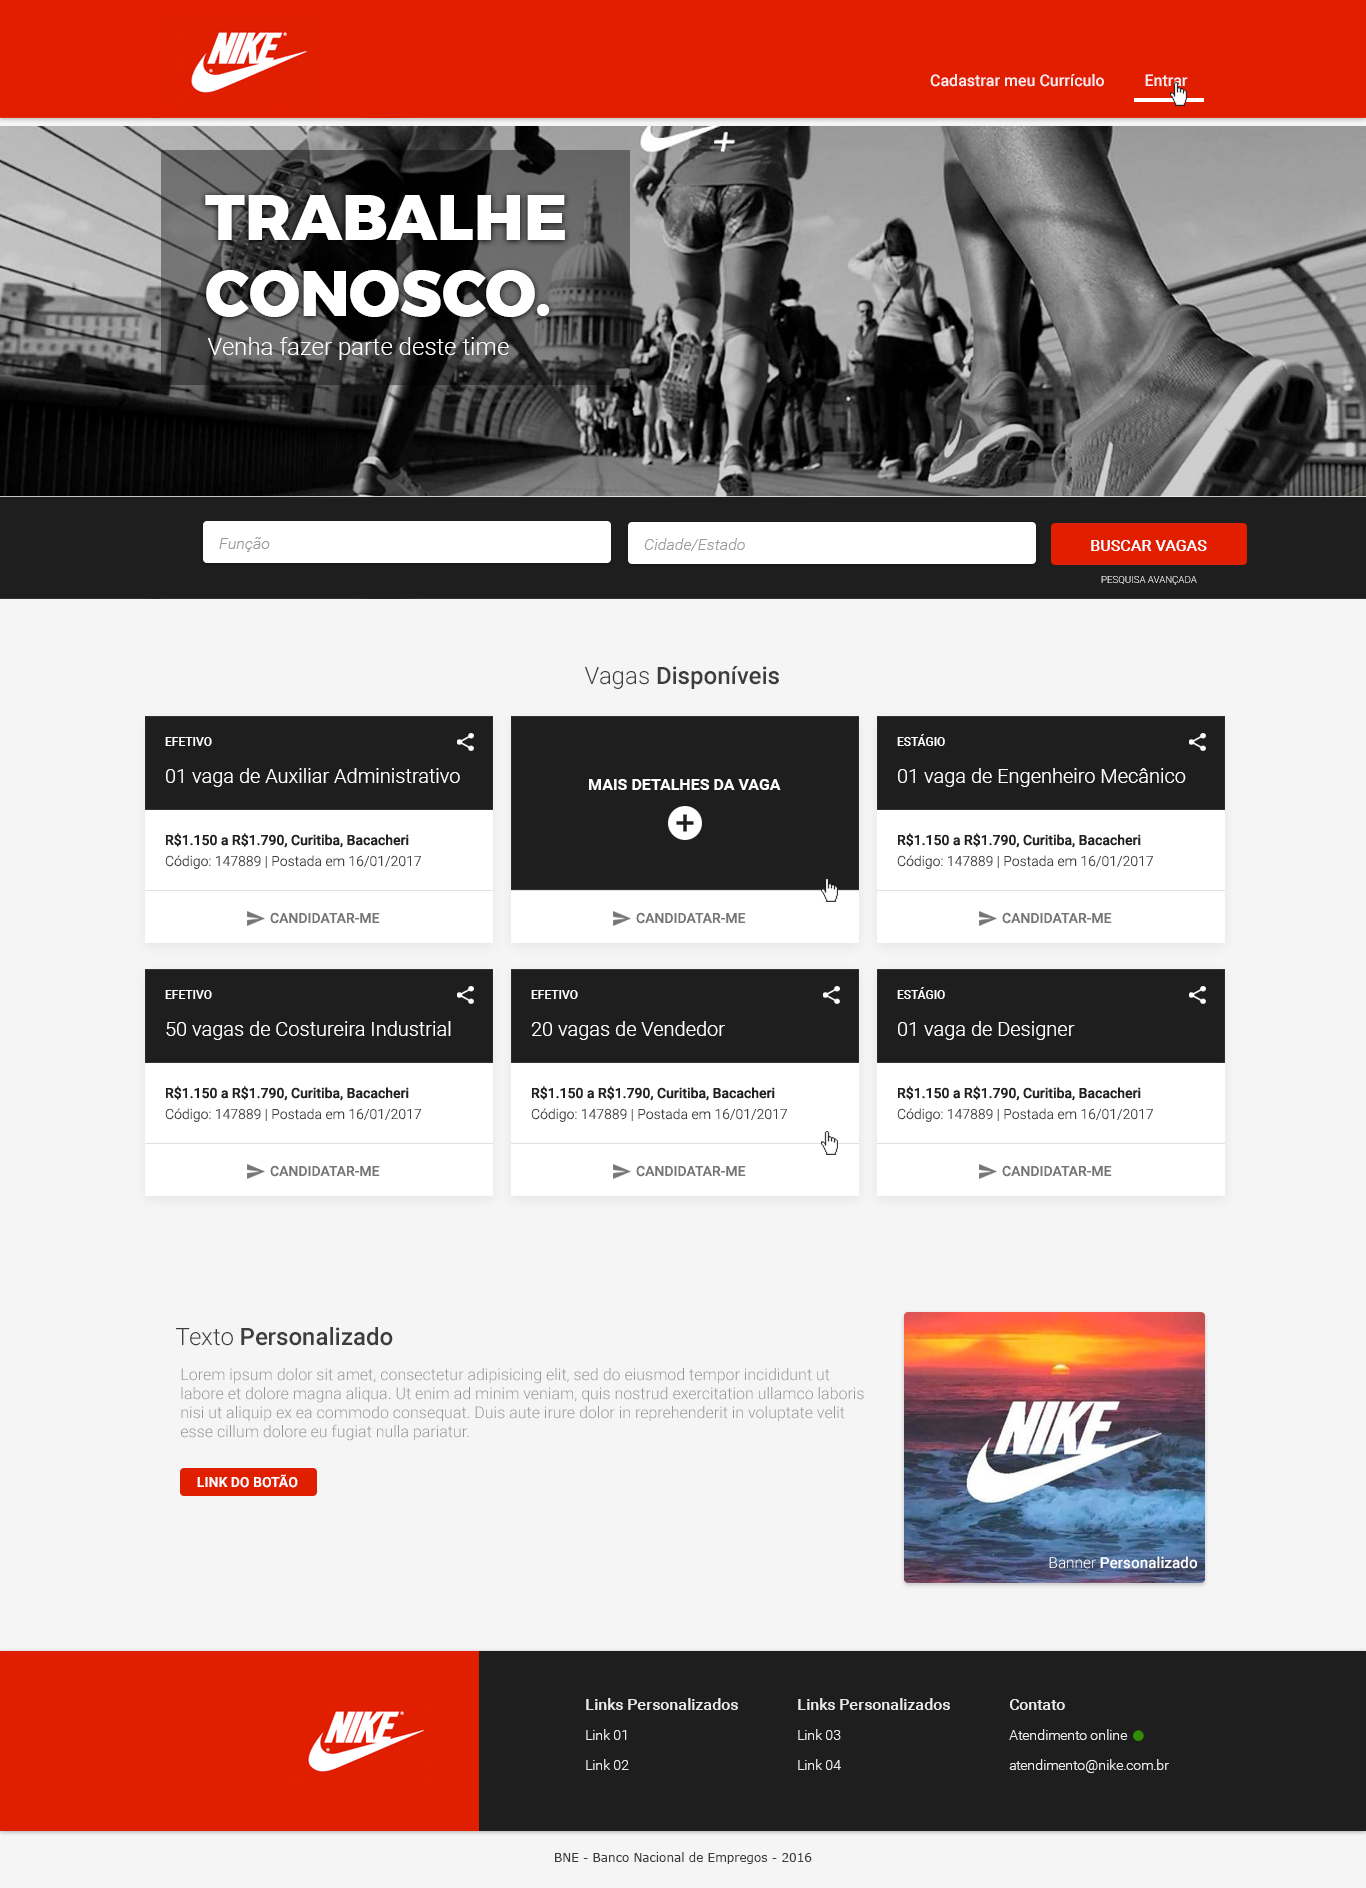 NIKE
Cadastrar meu Currículo
Entrar
TRABALHE
CONOSCO.
Venha fazer parte deste time
Função
Cidade/Estado
BUSCAR VAGAS
PESQUISA AVANÇADA
Vagas Disponíveis
EFETIVO
01 vaga de Auxiliar Administrativo
R$1.150 a R$1.790, Curitiba, Bacacheri
Código: 147889 | Postada em 16/01/2017
CANDIDATAR-ME
MAIS DETALHES DA VAGA
CANDIDATAR-ME
ESTÁGIO
01 vaga de Engenheiro Mecânico
R$1.150 a R$1.790, Curitiba, Bacacheri
Código: 147889 | Postada em 16/01/2017
CANDIDATAR-ME
EFETIVO
50 vagas de Costureira Industrial
R$1.150 a R$1.790, Curitiba, Bacacheri
Código: 147889 | Postada em 16/01/2017
CANDIDATAR-ME
EFETIVO
20 vagas de Vendedor
R$1.150 a R$1.790, Curitiba, Bacacheri
Código: 147889 | Postada em 16/01/2017
CANDIDATAR-ME
ESTÁGIO
01 vaga de Designer
R$1.150 a R$1.790, Curitiba, Bacacheri
Código: 147889 | Postada em 16/01/2017
CANDIDATAR-ME
Texto Personalizado
Lorem ipsum dolor sit amet, consectetur adipisicing elit, sed do eiusmod tempor incididunt ut
labore et dolore magna aliqua. Ut enim ad minim veniam, quis nostrud exercitation ullamco laboris
nisi ut aliquip ex ea commodo consequat. Duis aute irure dolor in reprehenderit in voluptate velit
esse cillum dolore eu fugiat nulla pariatur.
LINK DO BOTÃO
NIKE
Banner Personalizado
NIKE
Links Personalizados
Link 01
Link 02
Links Personalizados
Link 03
Link 04
Contato
Atendimento online
atendimento@nike.com.br
BNE - Banco Nacional de Empregos - 2016